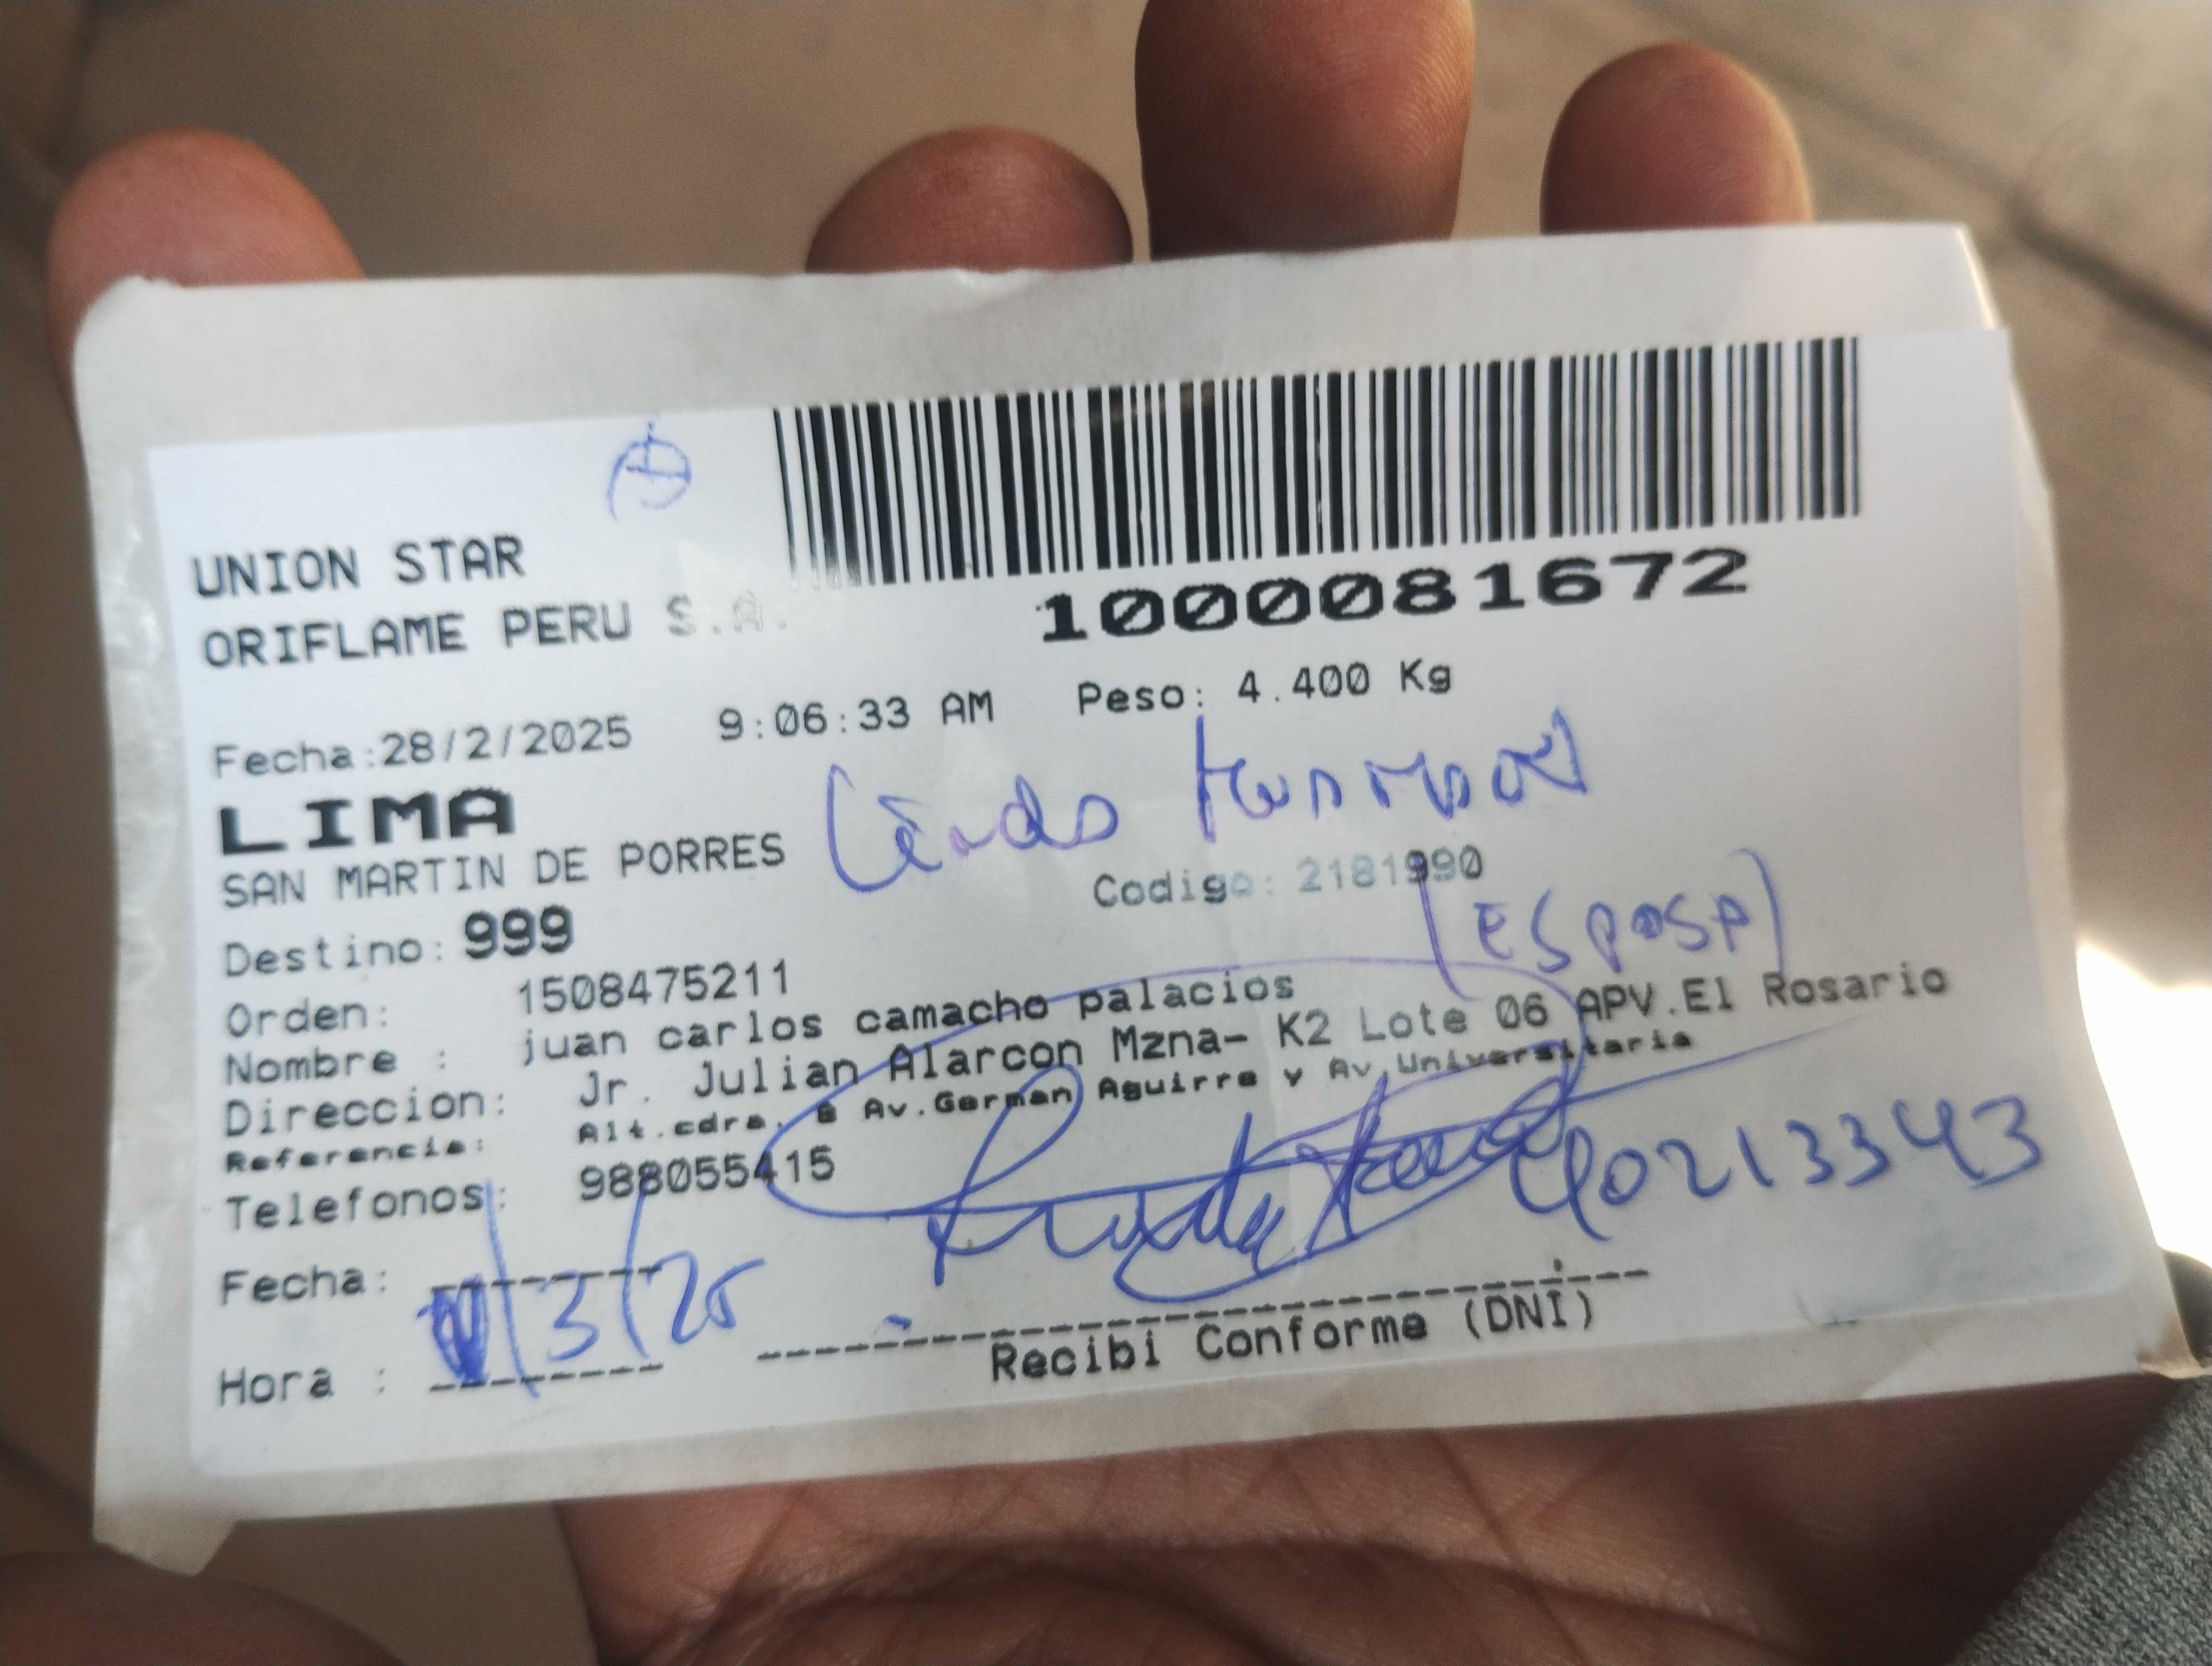 UNION STAR
ORIFLAME PERU S.A.
1000081672
Fecha:28/2/2025 9:06:33 AM Peso: 4.400 Kg
LIMA
SAN MARTIN DE PORRES
Codigo: 2181990
Destino: 999
(ESPOSA)
Orden: 1508475211
Nombre : juan carlos camacho palacios
Direccion: Jr. Julian Alarcon Mzna- K2 Lote 06 APV.El Rosario
Referencia: Alt.cdra. 6 Av.German Aguirre y Av.Universitaria
Telefonos: 988055415
40213343
Fecha: 1/3/25
Hora :
Recibi Conforme (DNI)